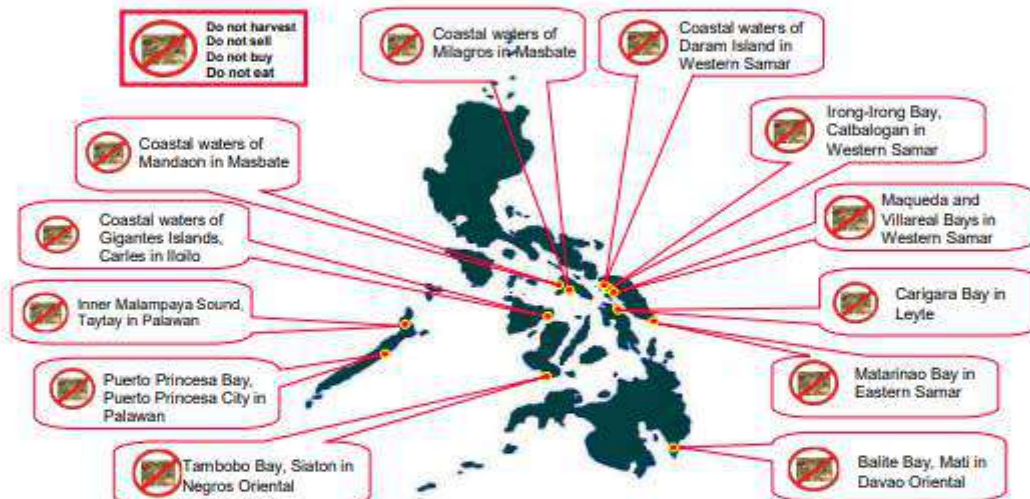 Do not harvest
Do not sell
Do not buy
Do not eat
Coastal waters of
Milagros in Masbate
Coastal waters of
Daram Island in
Western Samar
Irong-Irong Bay,
Catbalogan in
Western Samar
Coastal waters of
Mandaon in Masbate
Coastal waters of
Gigantes Islands,
Carles in Iloilo
Maqueda and
Villareal Bays in
Western Samar
Inner Malampaya Sound,
Taytay in Palawan
Carigara Bay in
Leyte
Puerto Princesa Bay,
Puerto Princesa City in
Palawan
Matarinao Bay in
Eastern Samar
Tambobo Bay, Siaton in
Negros Oriental
Balite Bay, Mati in
Davao Oriental